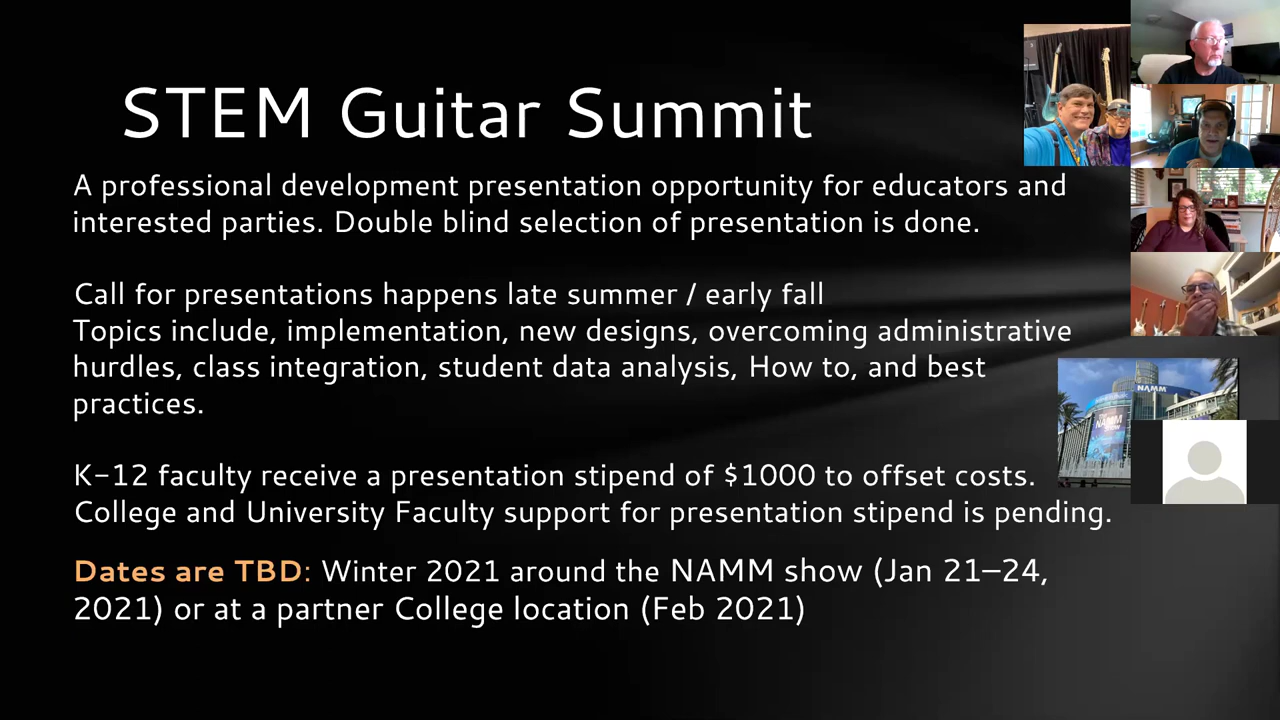 STEM Guitar Summit
A professional development presentation opportunity for educators and
interested parties. Double blind selection of presentation is done.
Call for presentations happens late summer / early fall
Topics include, implementation, new designs, overcoming administrative
hurdles, class integration, student data analysis, How to, and best
practices.
K-12 faculty receive a presentation stipend of $1000 to offset costs.
College and University Faculty support for presentation stipend is pending.
Dates are TBD: Winter 2021 around the NAMM show (Jan 21–24,
2021) or at a partner College location (Feb 2021)
NAMM
NAMM